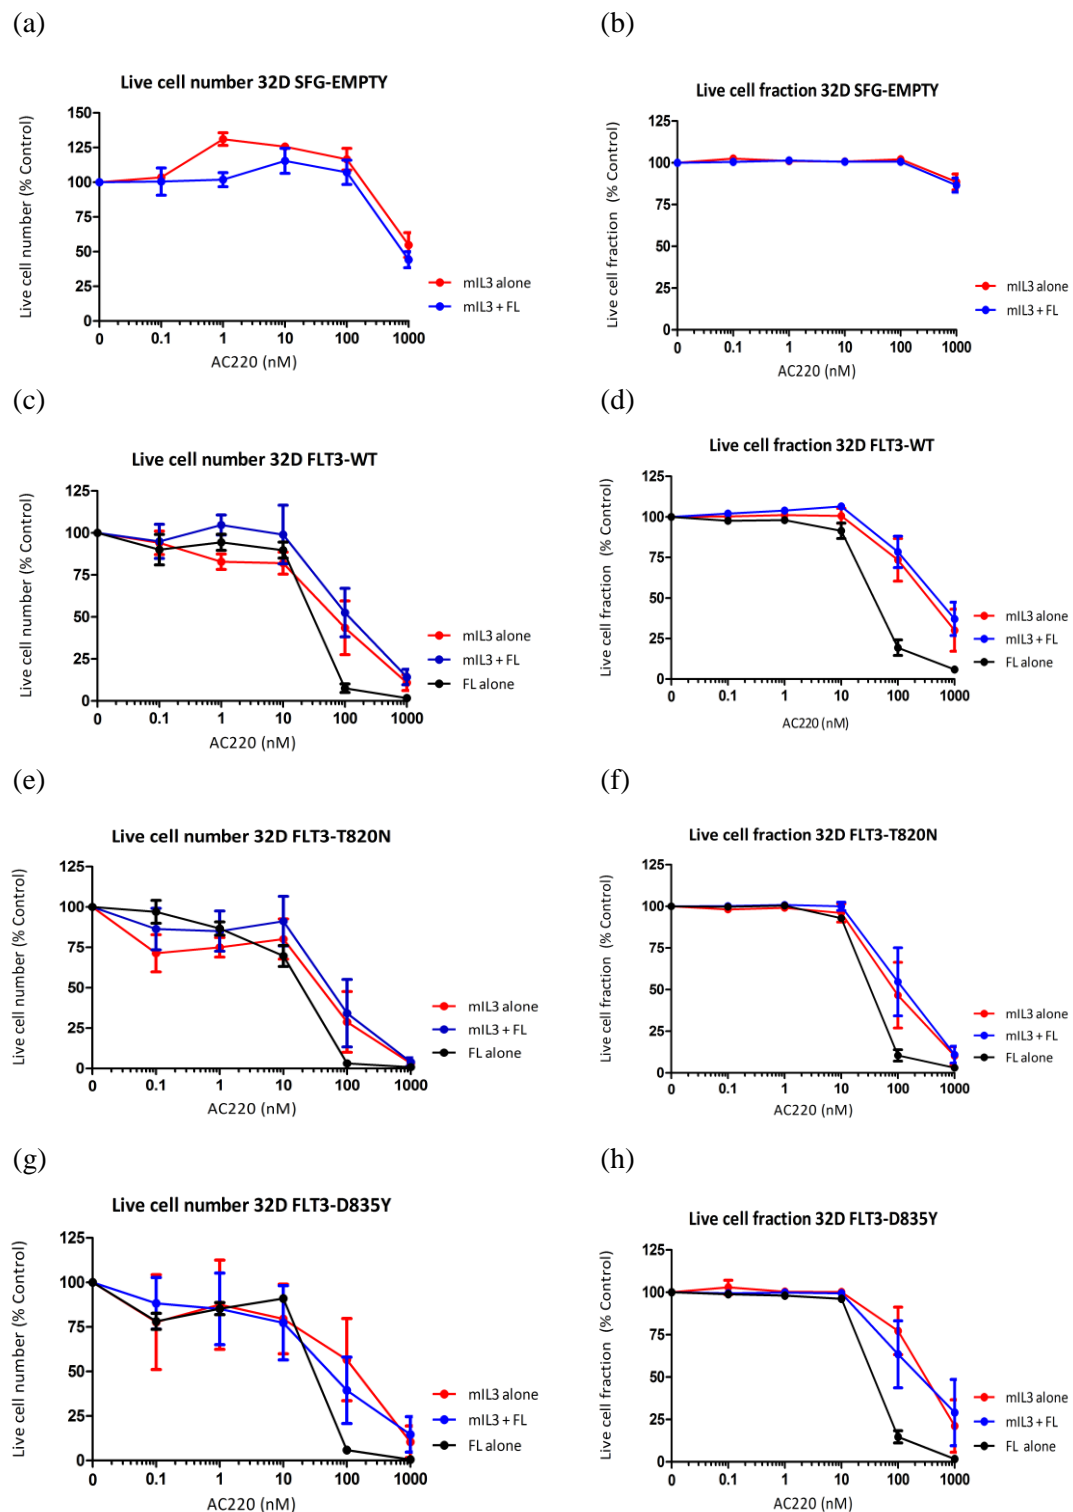 (a)
Live cell number 32D SFG-EMPTY
Live cell number (% Control)
150
125
100
75
50
25
0
0 0.1 1 10 100 1000
AC220 (nM)
mIL3 alone
mIL3 + FL
(b)
Live cell fraction 32D SFG-EMPTY
Live cell fraction (% Control)
125
100
75
50
25
0
0 0.1 1 10 100 1000
AC220 (nM)
mIL3 alone
mIL3 + FL
(c)
Live cell number 32D FLT3-WT
Live cell number (% Control)
125
100
75
50
25
0
0 0.1 1 10 100 1000
AC220 (nM)
mIL3 alone
mIL3 + FL
FL alone
(d)
Live cell fraction 32D FLT3-WT
Live cell fraction (% Control)
125
100
75
50
25
0
0 0.1 1 10 100 1000
AC220 (nM)
mIL3 alone
mIL3 + FL
FL alone
(e)
Live cell number 32D FLT3-T820N
Live cell number (% Control)
125
100
75
50
25
0
0 0.1 1 10 100 1000
AC220 (nM)
mIL3 alone
mIL3 + FL
FL alone
(f)
Live cell fraction 32D FLT3-T820N
Live cell fraction (% Control)
125
100
75
50
25
0
0 0.1 1 10 100 1000
AC220 (nM)
mIL3 alone
mIL3 + FL
FL alone
(g)
Live cell number 32D FLT3-D835Y
Live cell number (% Control)
125
100
75
50
25
0
0 0.1 1 10 100 1000
AC220 (nM)
mIL3 alone
mIL3 + FL
FL alone
(h)
Live cell fraction 32D FLT3-D835Y
Live cell fraction (% Control)
125
100
75
50
25
0
0 0.1 1 10 100 1000
AC220 (nM)
mIL3 alone
mIL3 + FL
FL alone